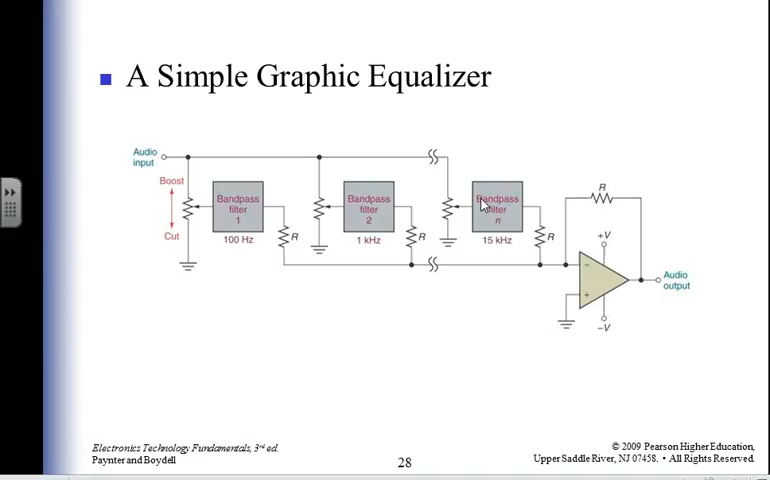 A Simple Graphic Equalizer
Audio
input
Boost
Cut
Bandpass
filter
1
100 Hz
R
Bandpass
filter
2
1 kHz
R
Bandpass
filter
n
15 kHz
R
R
+V
−
+
−V
Audio
output
Electronics Technology Fundamentals, 3rd ed.
Paynter and Boydell
28
© 2009 Pearson Higher Education,
Upper Saddle River, NJ 07458. • All Rights Reserved.